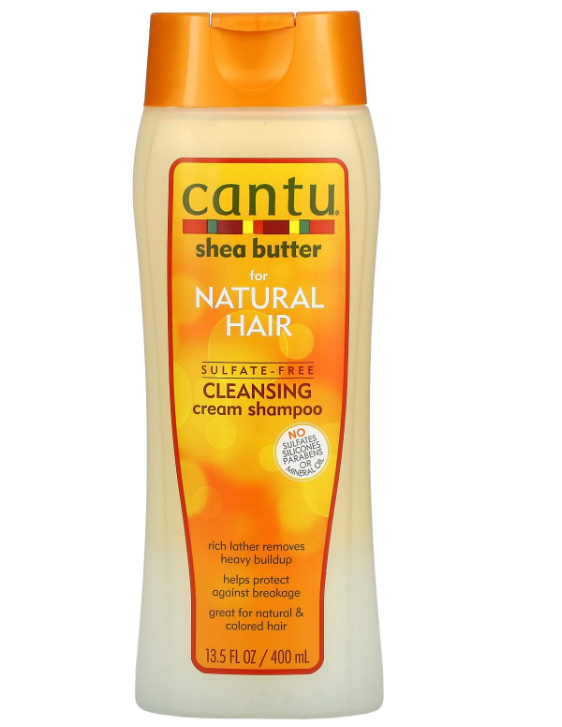 cantu
shea butter
for
NATURAL
HAIR
SULFATE-FREE
CLEANSING
cream shampoo
NO
SULFATES
SILICONES
PARABENS
OR
MINERAL OIL
rich lather removes
heavy buildup
helps protect
against breakage
great for natural &
colored hair
13.5 FL OZ / 400 mL